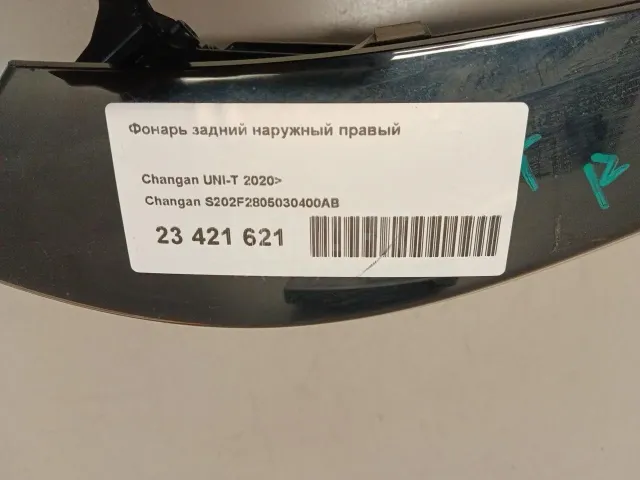 Фонарь задний наружный правый
Changan UNI-T 2020>
Changan S202F2805030400AB
23 421 621